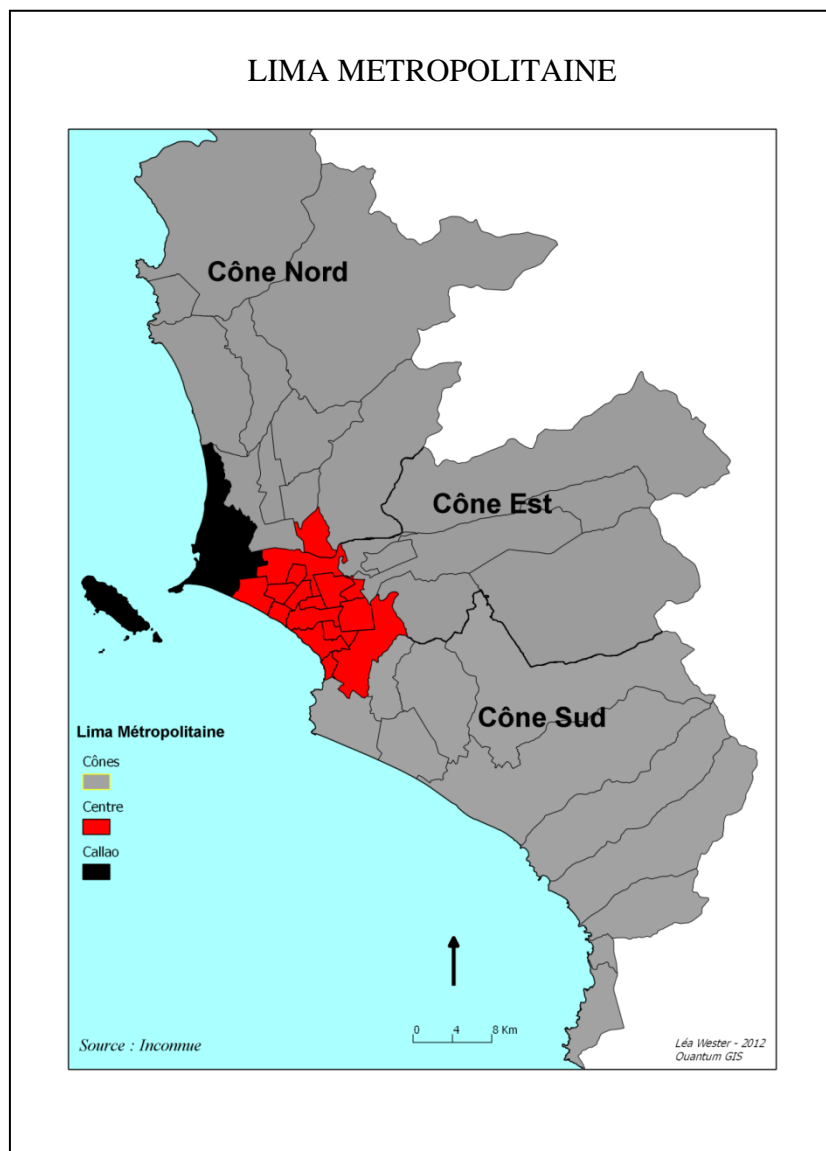 LIMA METROPOLITAINE
Cône Nord
Cône Est
Cône Sud
Lima Métropolitaine
Cônes
Centre
Callao
0 4 8 Km
Source : Inconnue
Léa Wester - 2012
Quantum GIS